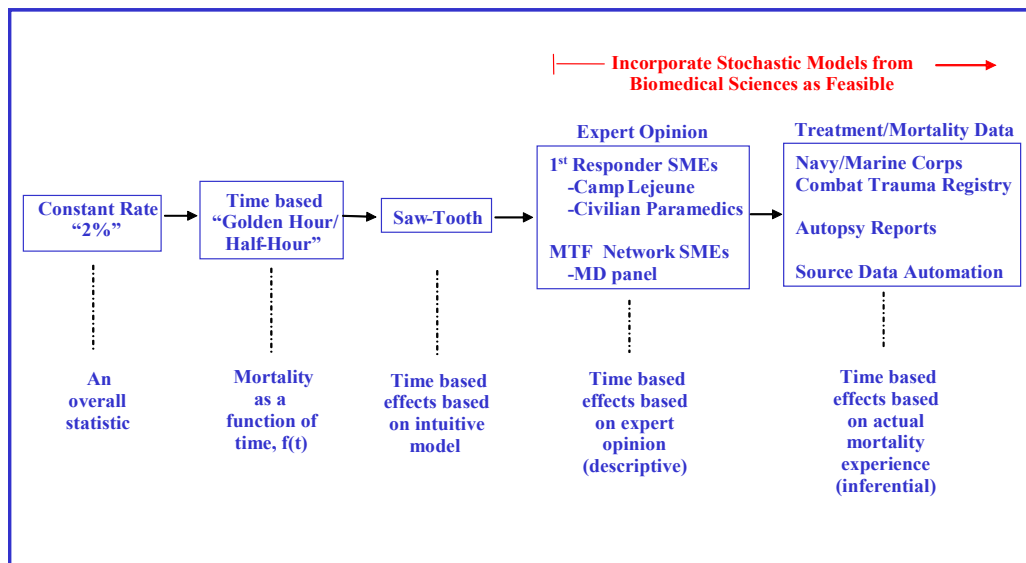 Incorporate Stochastic Models from
Biomedical Sciences as Feasible
Constant Rate
“2%”
Time based
“Golden Hour/
Half-Hour”
Saw-Tooth
Expert Opinion
1st Responder SMEs
-Camp Lejeune
-Civilian Paramedics
MTF Network SMEs
-MD panel
Treatment/Mortality Data
Navy/Marine Corps
Combat Trauma Registry
Autopsy Reports
Source Data Automation
An
overall
statistic
Mortality
as a
function of
time, f(t)
Time based
effects based
on intuitive
model
Time based
effects based
on expert
opinion
(descriptive)
Time based
effects based
on actual
mortality
experience
(inferential)